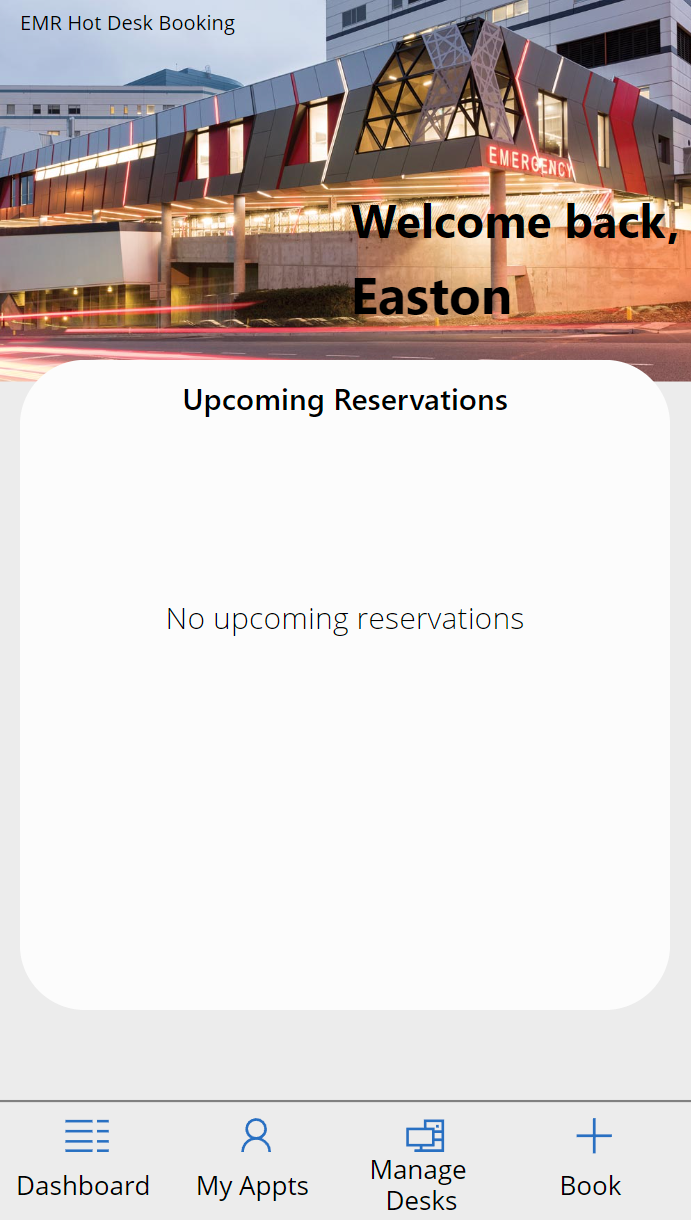 EMR Hot Desk Booking
EMERGENCY
Welcome back,
Easton
Upcoming Reservations
No upcoming reservations
Dashboard
My Appts
Manage
Desks
Book